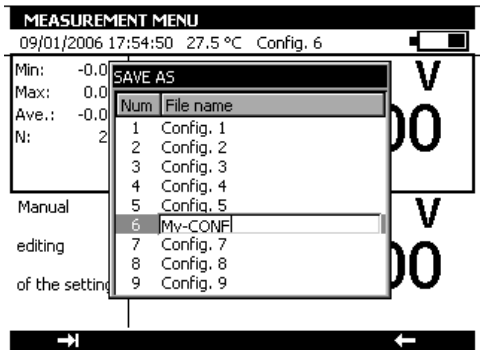 MEASUREMENT MENU
09/01/2006 17:54:50 27.5 °C Config. 6
Min: -0.0
Max: 0.0
Ave.: -0.0
N: 2
V
00
SAVE AS
Num File name
1 Config. 1
2 Config. 2
3 Config. 3
4 Config. 4
5 Config. 5
6 Mv-CONF
7 Config. 7
8 Config. 8
9 Config. 9
Manual
editing
of the setting
V
00